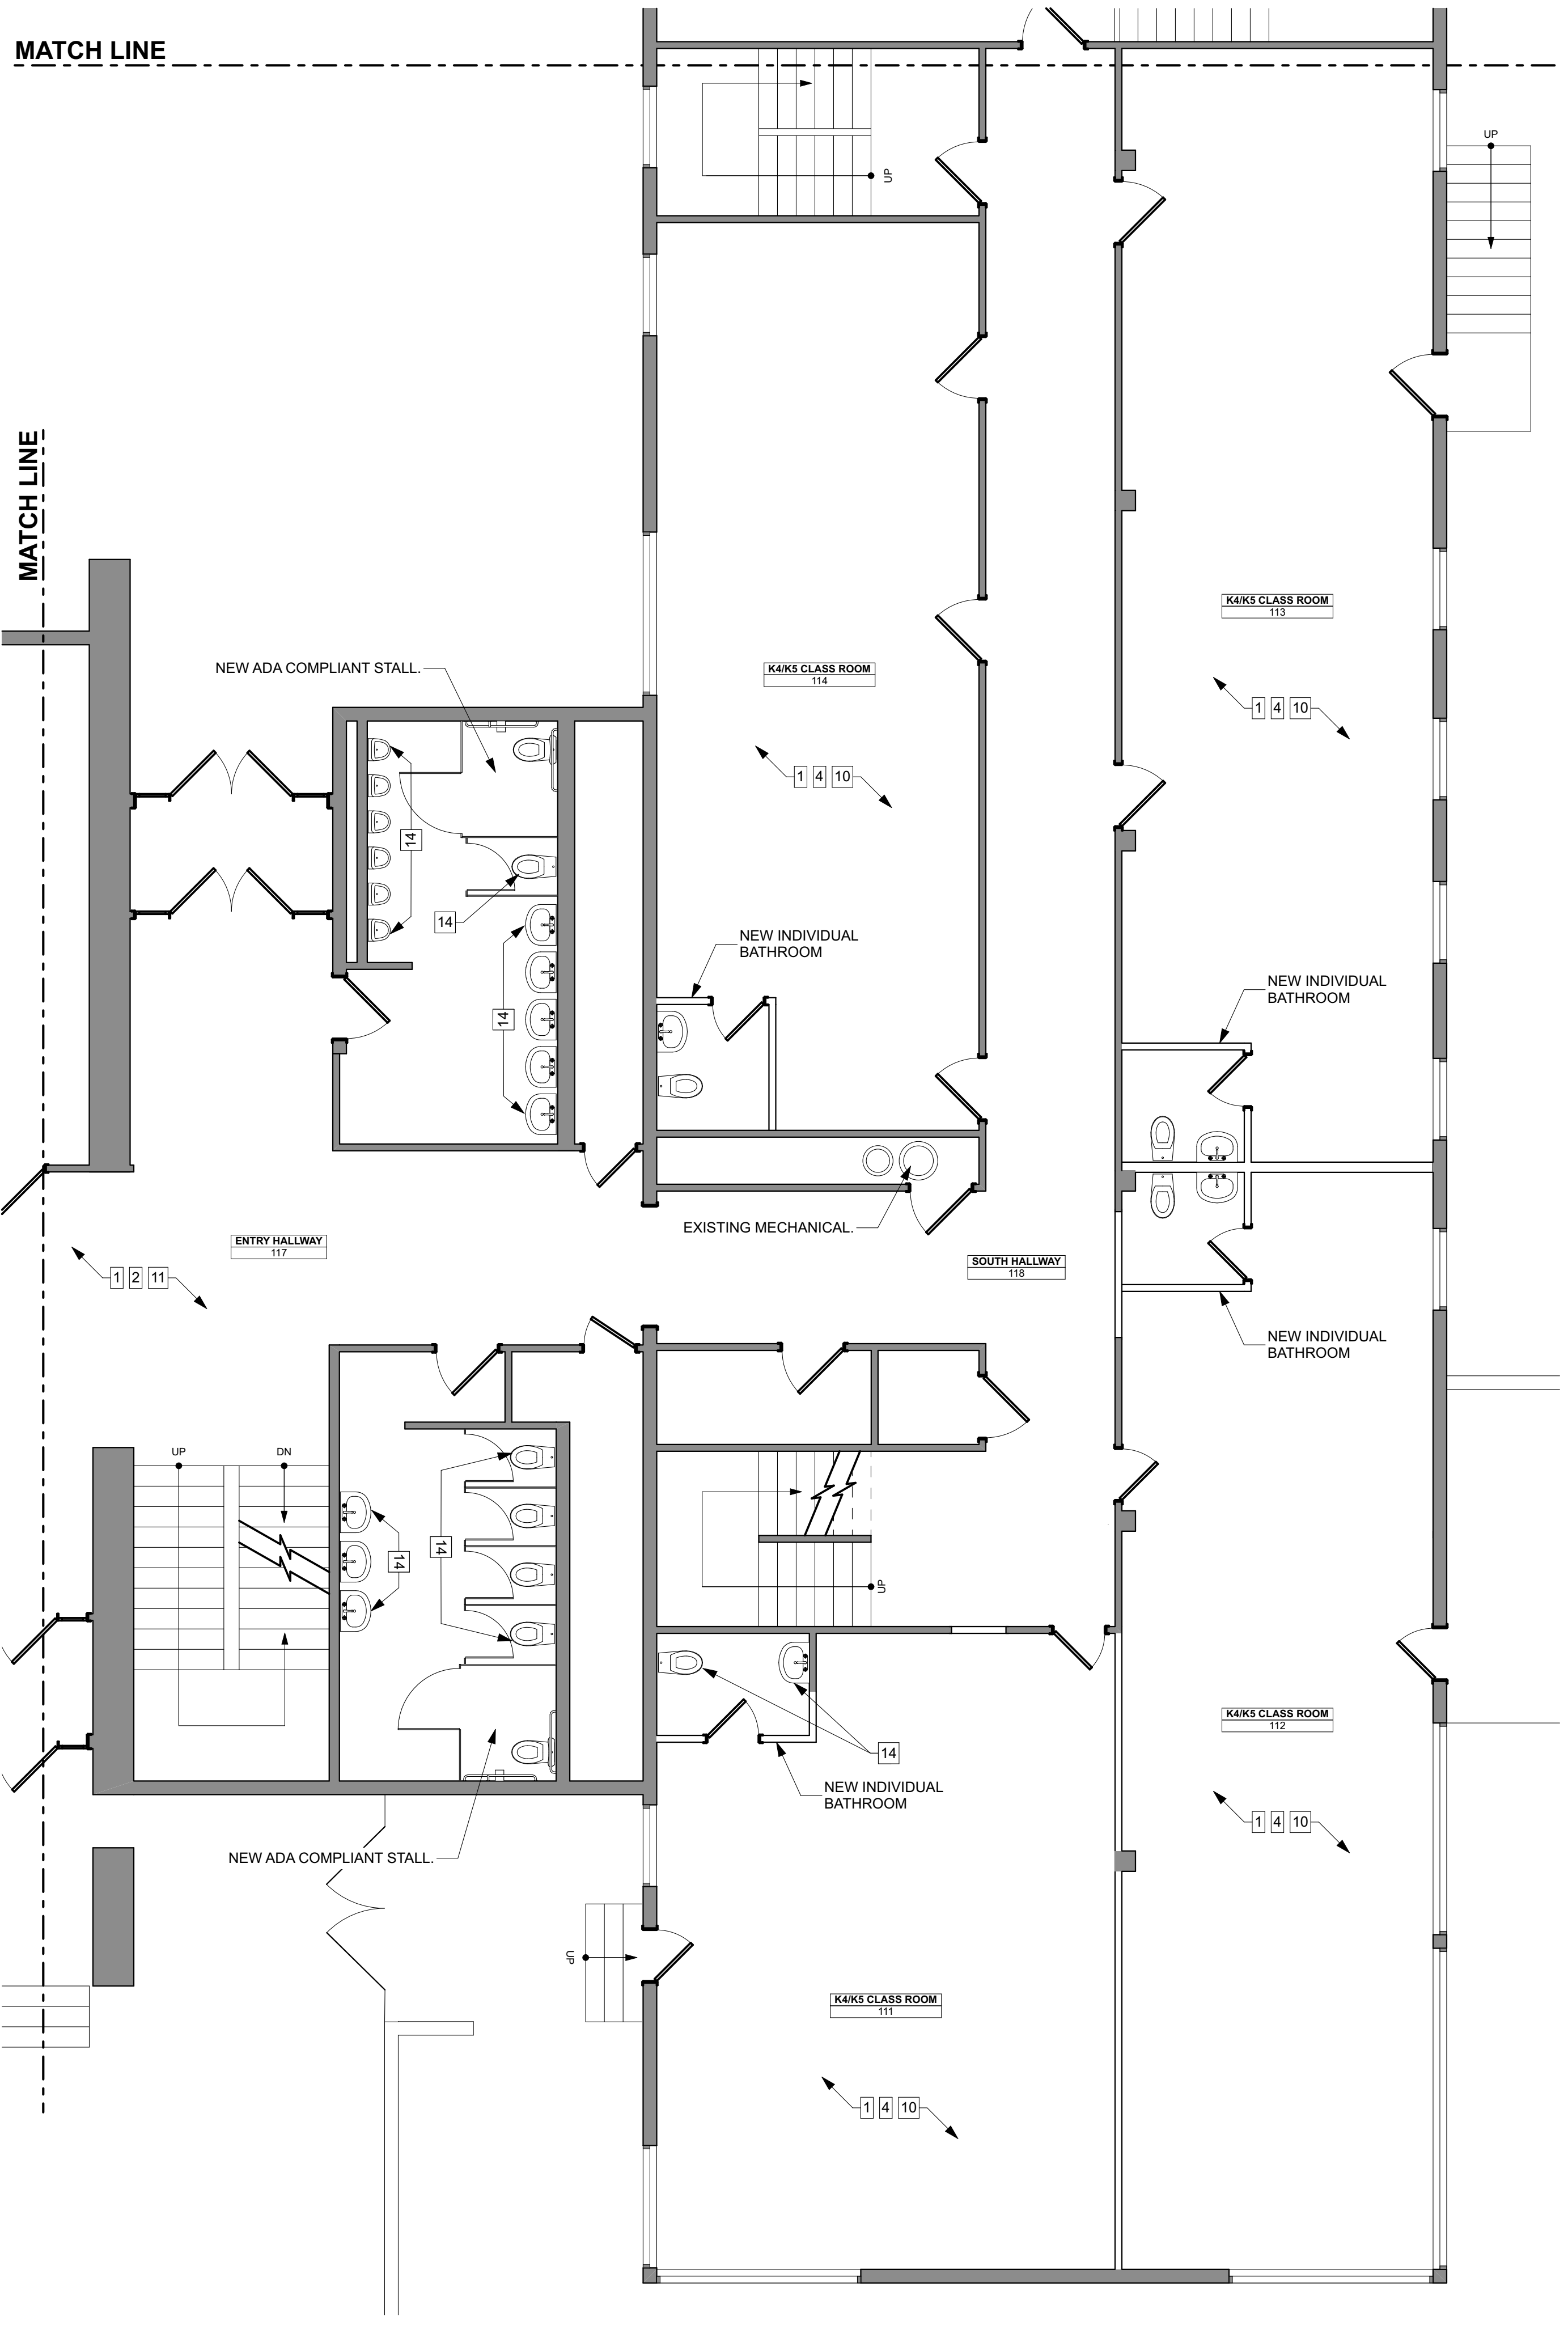 MATCH LINE
UP
UP
MATCH LINE
K4/K5 CLASS ROOM
113
NEW ADA COMPLIANT STALL.
K4/K5 CLASS ROOM
114
1 4 10
1 4 10
14
14
NEW INDIVIDUAL
BATHROOM
14
NEW INDIVIDUAL
BATHROOM
EXISTING MECHANICAL.
ENTRY HALLWAY
117
SOUTH HALLWAY
118
1 2 11
NEW INDIVIDUAL
BATHROOM
UP
DN
14
14
UP
K4/K5 CLASS ROOM
112
14
NEW INDIVIDUAL
BATHROOM
1 4 10
NEW ADA COMPLIANT STALL.
UP
K4/K5 CLASS ROOM
111
1 4 10